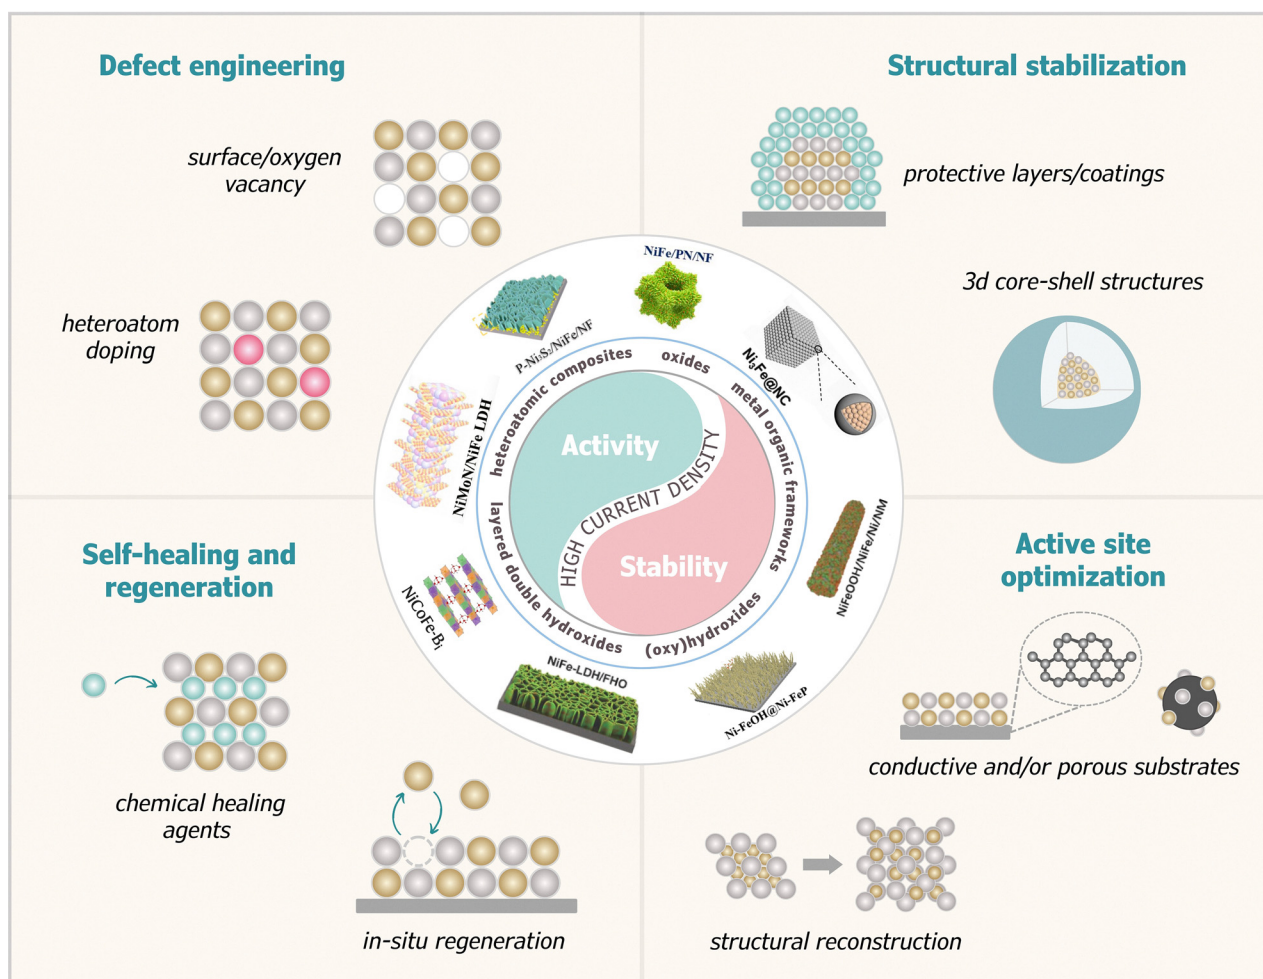 Defect engineering
surface/oxygen
vacancy
heteroatom
doping
Structural stabilization
protective layers/coatings
3d core-shell structures
NiFe/PN/NF
P-Ni₃S₂/NiFe/NF
Ni₃Fe@NC
NiMoN/NiFe LDH
NiFeOOH/NiFe/Ni/NM
NiCoFe-Bᵢ
NiFe-LDH/FHO
Ni-FeOH@Ni-FeP
heteroatomic composites
oxides
metal organic frameworks
(oxy)hydroxides
layered double hydroxides
Activity
HIGH CURRENT DENSITY
Stability
Self-healing and
regeneration
chemical healing
agents
in-situ regeneration
Active site
optimization
conductive and/or porous substrates
structural reconstruction